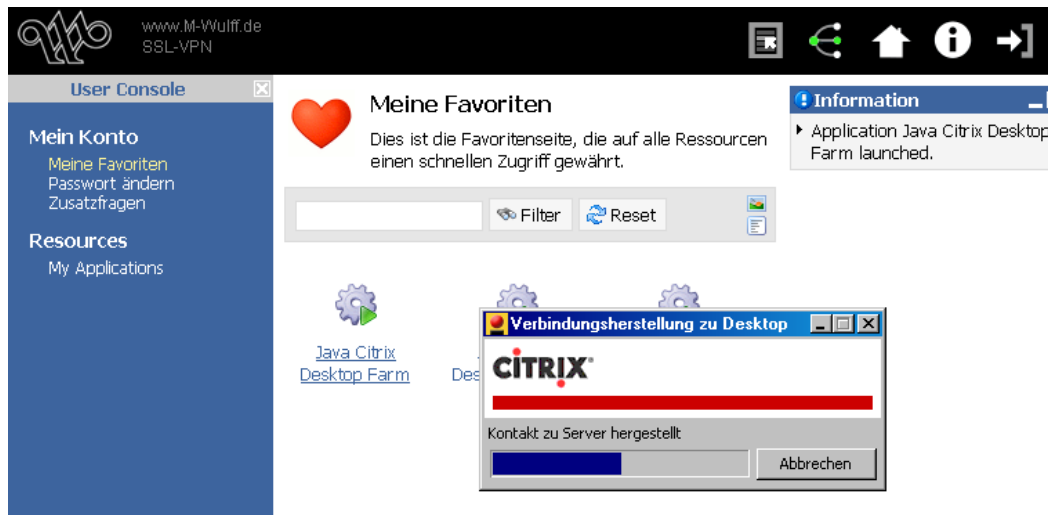 www.M-Wulff.de
SSL-VPN
User Console
Mein Konto
Meine Favoriten
Passwort ändern
Zusatzfragen
Resources
My Applications
Meine Favoriten
Dies ist die Favoritenseite, die auf alle Ressourcen
einen schnellen Zugriff gewährt.
Filter
Reset
Information
Application Java Citrix Desktop
Farm launched.
Java Citrix
Desktop Farm
Verbindungsherstellung zu Desktop
CITRIX
Kontakt zu Server hergestellt
Abbrechen